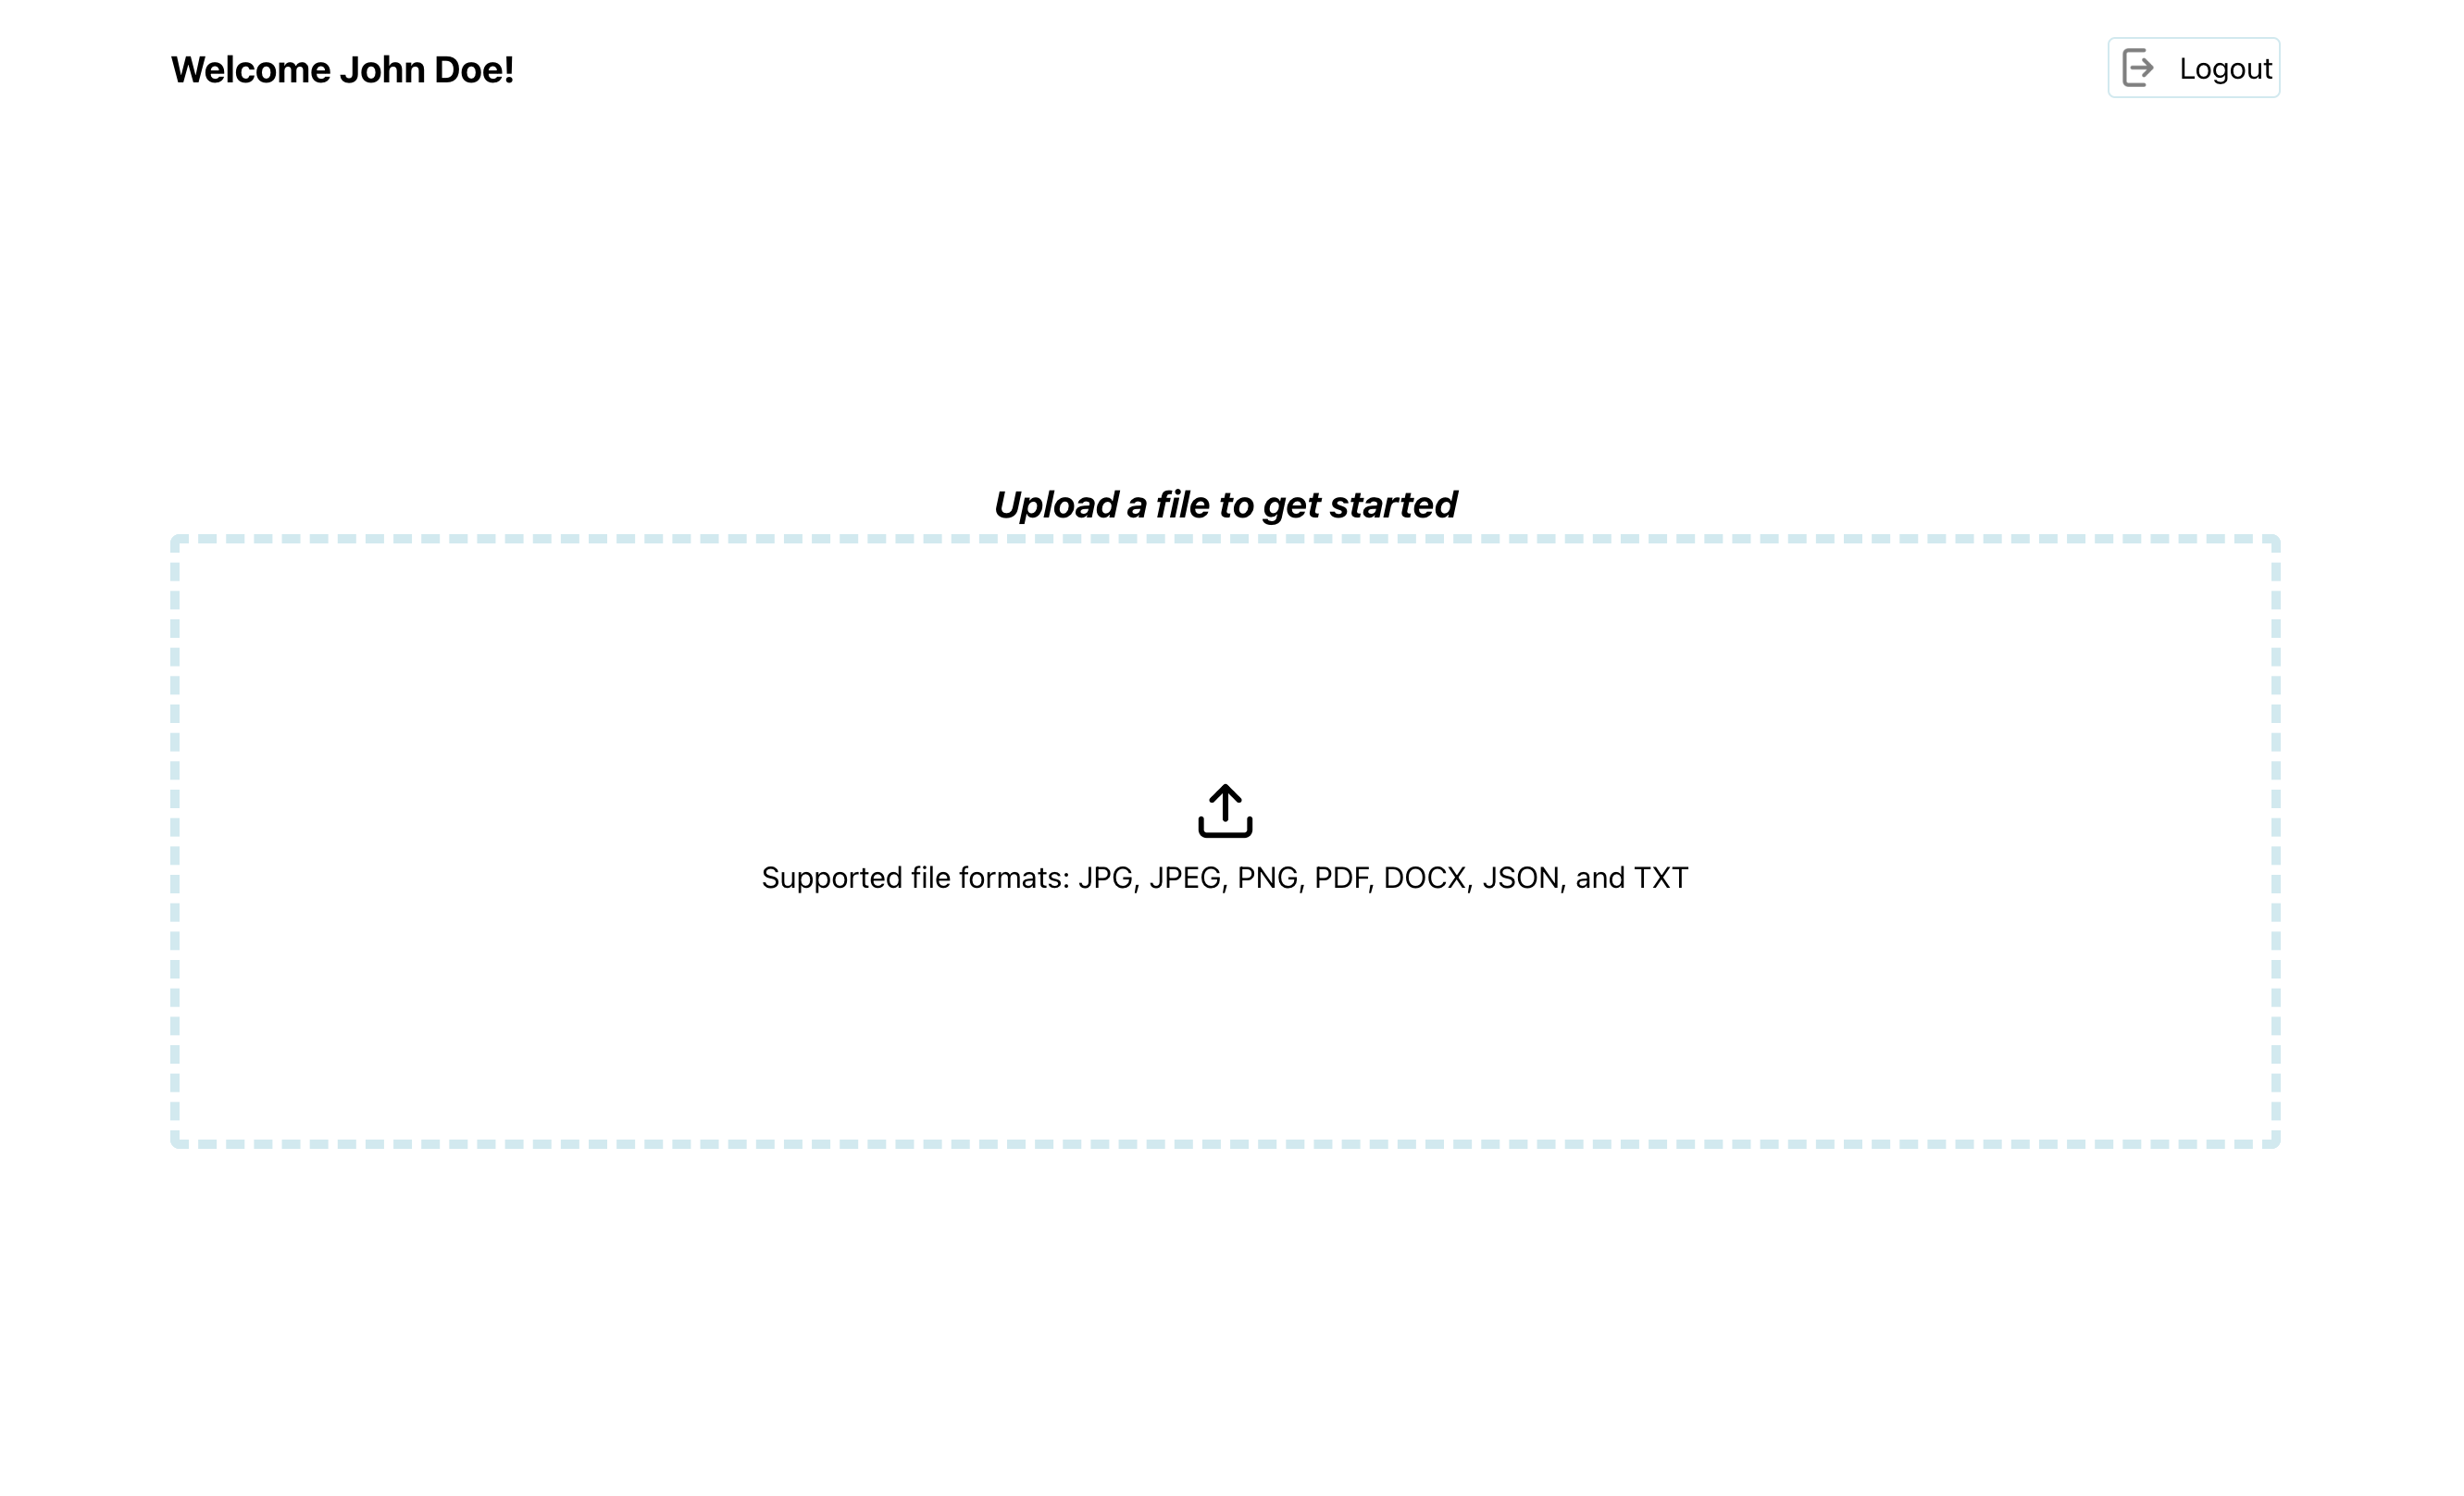 Welcome John Doe!
Logout
Upload a file to get started
Supported file formats: JPG, JPEG, PNG, PDF, DOCX, JSON, and TXT